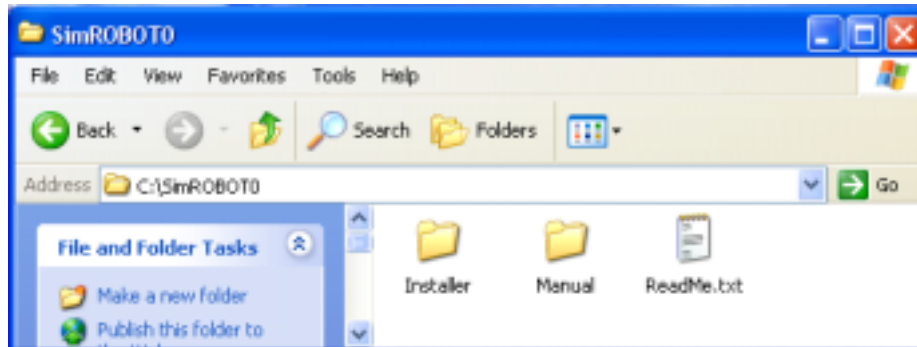 SimROBOT0
File Edit View Favorites Tools Help
Back Search Folders
Address C:\SimROBOT0 Go
File and Folder Tasks
Installer Manual ReadMe.txt
Make a new folder
Publish this folder to